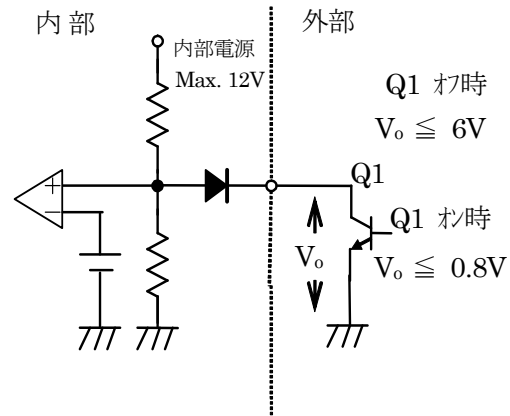 内 部
外部
内部電源
Max. 12V
Q1 ｵﾌ時
Vₒ ≦ 6V
+
−
Q1
Q1 ｵﾝ時
Vₒ
Vₒ ≦ 0.8V